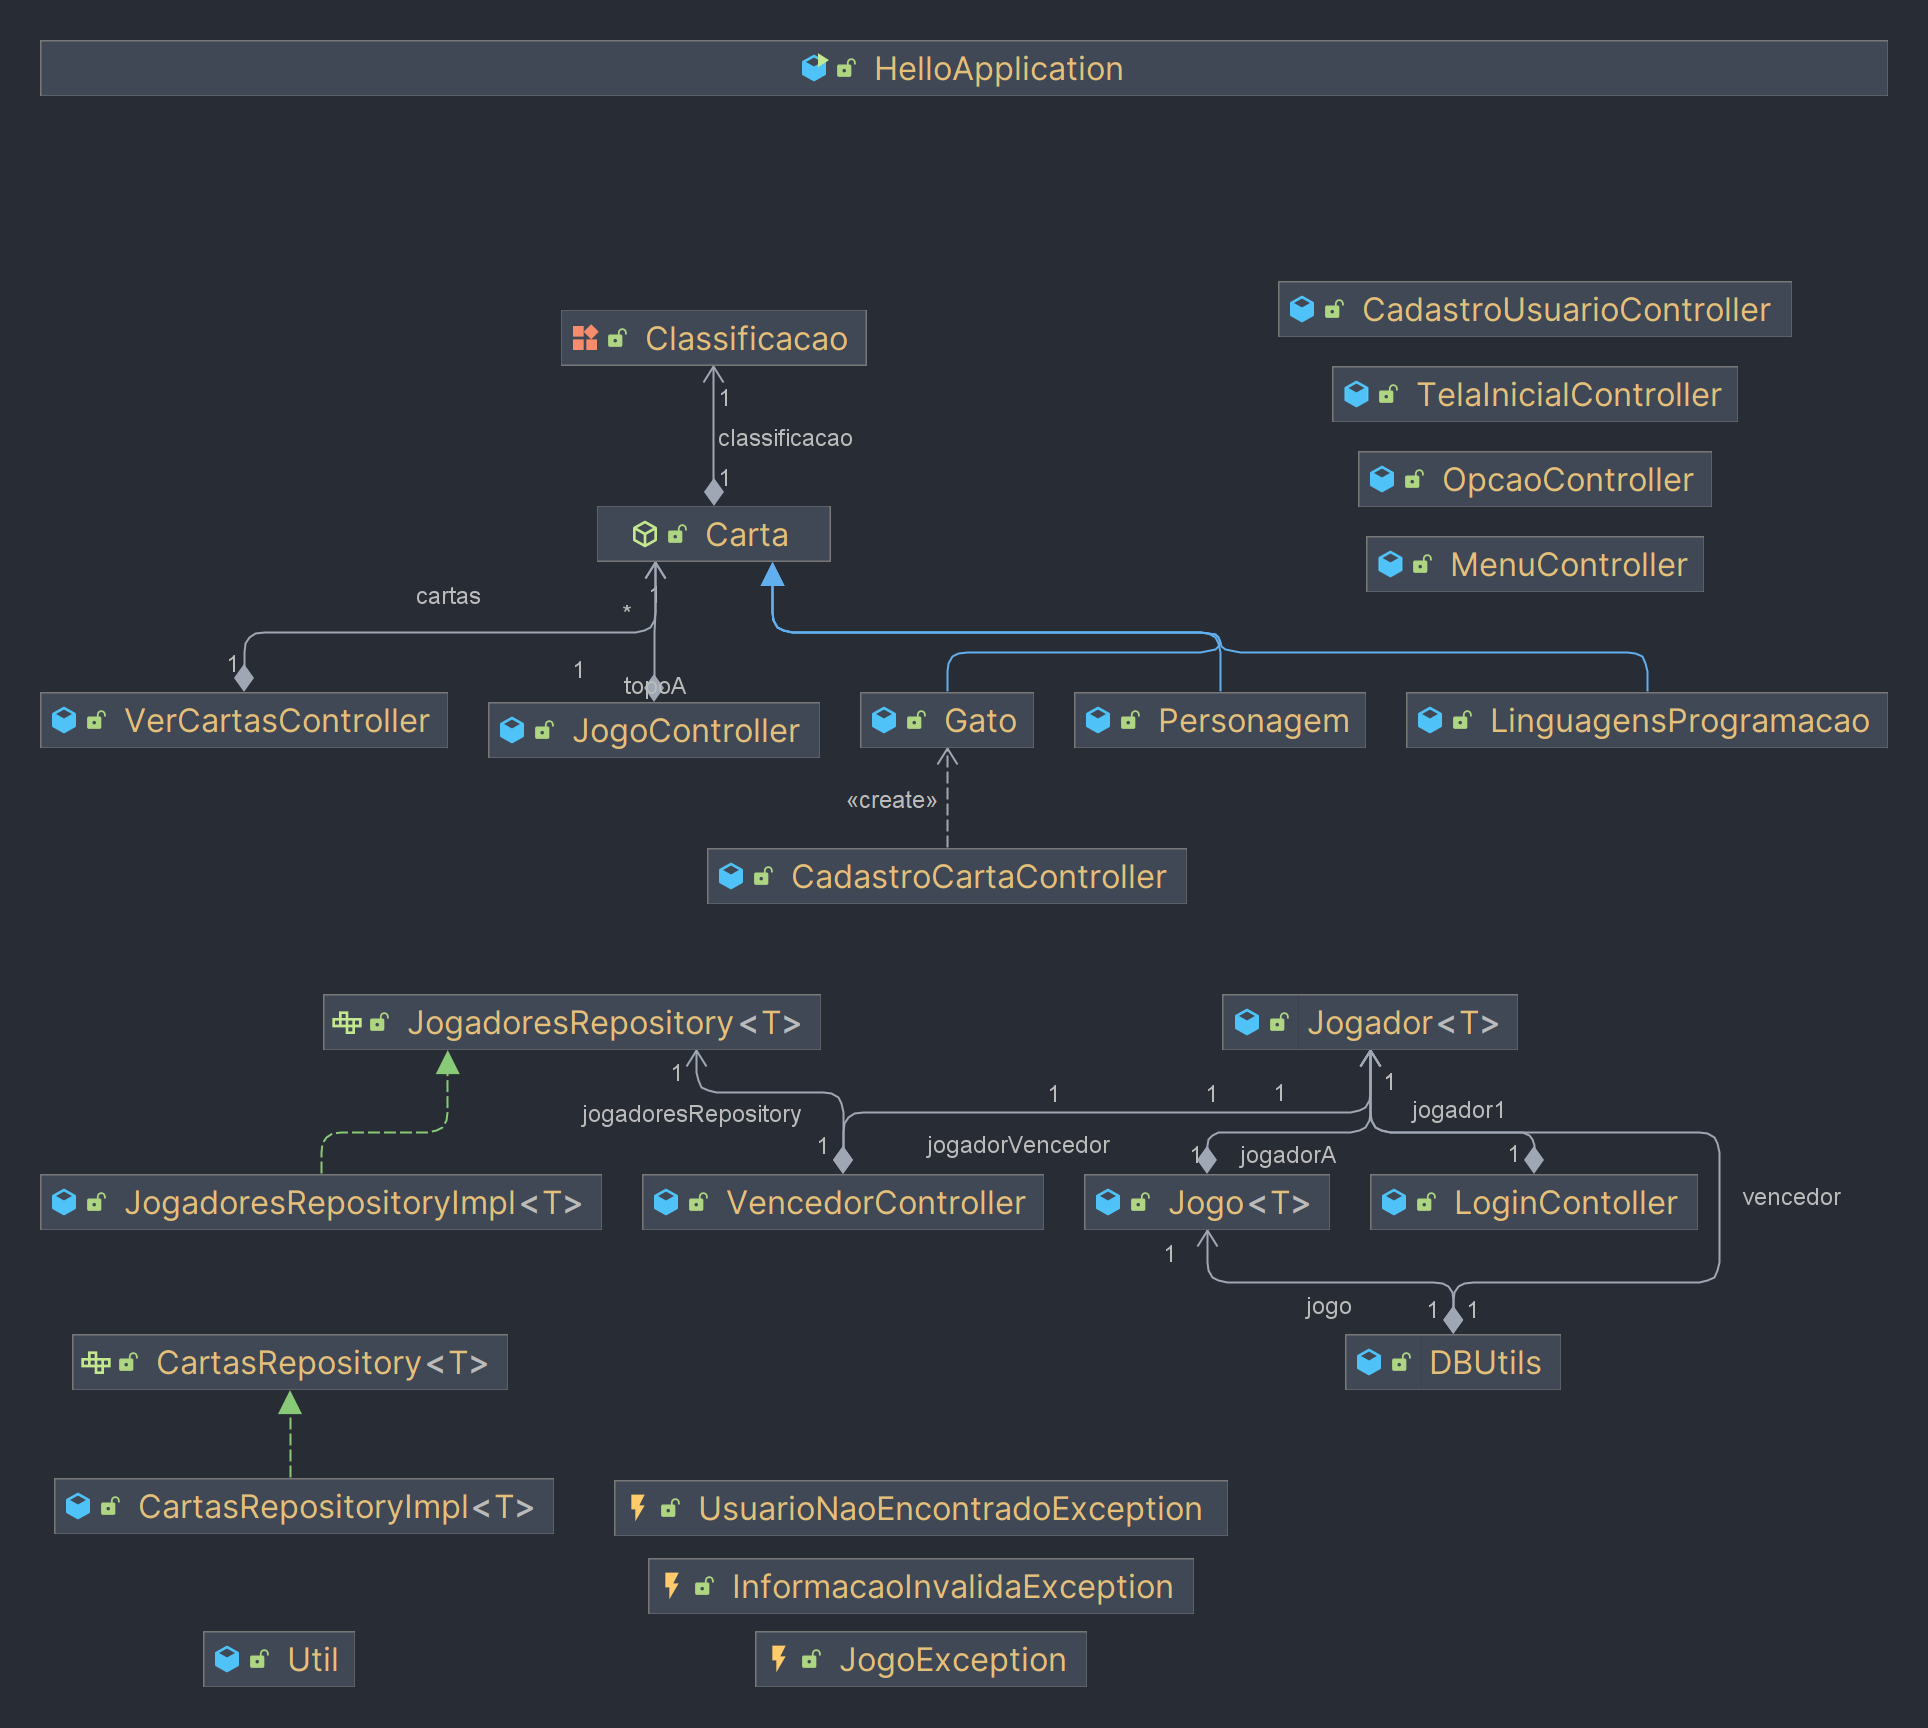 HelloApplication
CadastroUsuarioController
Classificacao
1
TelaInicialController
classificacao
1
OpcaoController
Carta
MenuController
cartas
1
*
1
1
topoA
VerCartasController
JogoController
Gato
Personagem
LinguagensProgramacao
«create»
CadastroCartaController
JogadoresRepository<T>
Jogador<T>
1
1
1
1
1
jogadoresRepository
jogador1
1
jogadorVencedor
1
jogadorA
1
JogadoresRepositoryImpl<T>
VencedorController
Jogo<T>
LoginContoller
vencedor
1
jogo
1
1
CartasRepository<T>
DBUtils
CartasRepositoryImpl<T>
UsuarioNaoEncontradoException
InformacaoInvalidaException
Util
JogoException